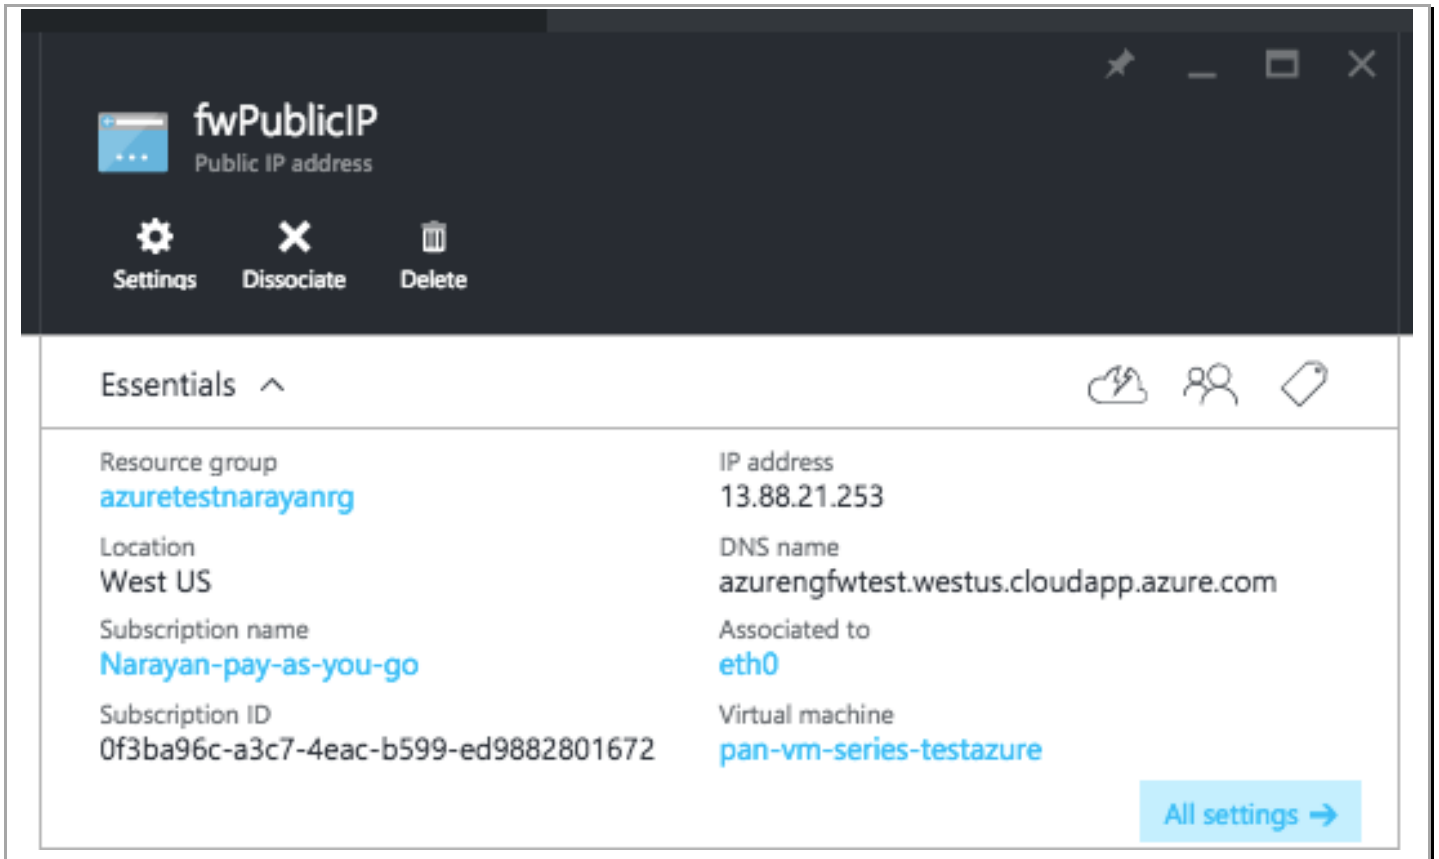 fwPublicIP
Public IP address
Settings Dissociate Delete
Essentials
Resource group
azuretestnarayanrg
Location
West US
Subscription name
Narayan-pay-as-you-go
Subscription ID
0f3ba96c-a3c7-4eac-b599-ed9882801672
IP address
13.88.21.253
DNS name
azurengfwtest.westus.cloudapp.azure.com
Associated to
eth0
Virtual machine
pan-vm-series-testazure
All settings →